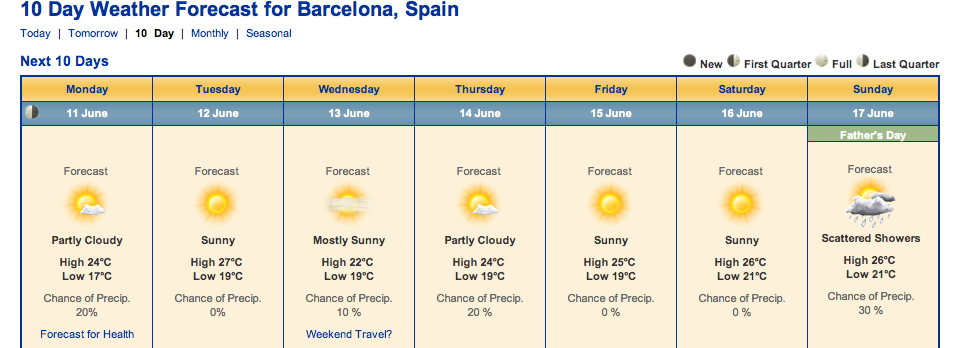 10 Day Weather Forecast for Barcelona, Spain
Today | Tomorrow | 10 Day | Monthly | Seasonal
Next 10 Days
New First Quarter Full Last Quarter
Monday Tuesday Wednesday Thursday Friday Saturday Sunday
11 June 12 June 13 June 14 June 15 June 16 June 17 June
Father's Day
Forecast Forecast Forecast Forecast Forecast Forecast Forecast
Partly Cloudy Sunny Mostly Sunny Partly Cloudy Sunny Sunny Scattered Showers
High 24°C High 27°C High 22°C High 24°C High 25°C High 26°C High 26°C
Low 17°C Low 19°C Low 19°C Low 19°C Low 19°C Low 21°C Low 21°C
Chance of Precip. Chance of Precip. Chance of Precip. Chance of Precip. Chance of Precip. Chance of Precip. Chance of Precip.
20% 0% 10 % 20 % 0 % 0 % 30 %
Forecast for Health Weekend Travel?